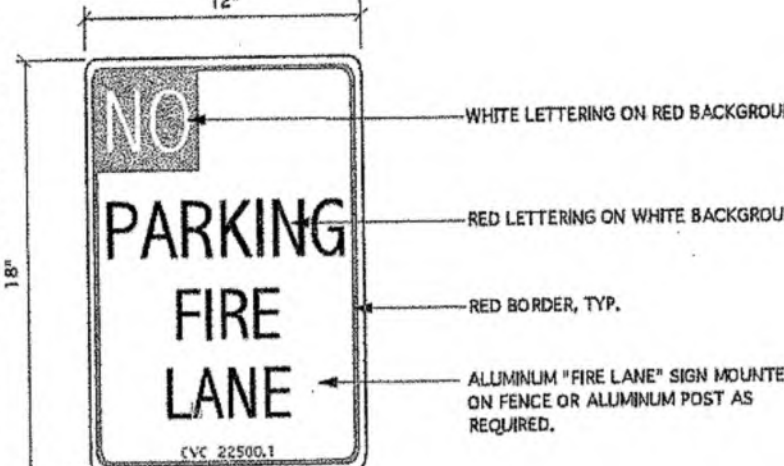 12"
18"
NO
PARKING
FIRE
LANE
CVC 22500.1
WHITE LETTERING ON RED BACKGROU
RED LETTERING ON WHITE BACKGROU
RED BORDER, TYP.
ALUMINUM "FIRE LANE" SIGN MOUNTE
ON FENCE OR ALUMINUM POST AS
REQUIRED.